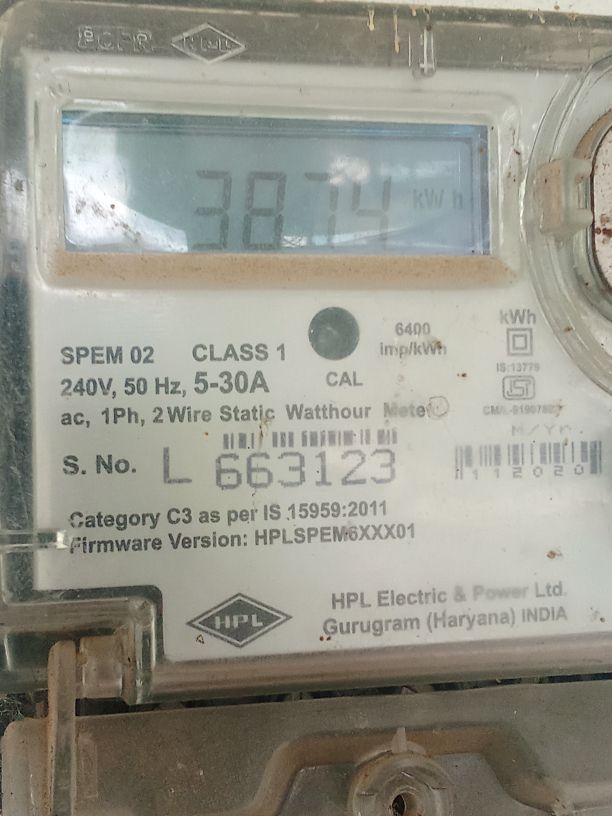 HPL
3874 kWh
6400
imp/kWh
kWh
SPEM 02 CLASS 1
CAL
IS:13779
240V, 50 Hz, 5-30A
ac, 1Ph, 2 Wire Static Watthour Meter
M/Yr.
S. No. L 663123
112020
Category C3 as per IS 15959:2011
Firmware Version: HPLSPEM6XXX01
HPL
HPL Electric & Power Ltd.
Gurugram (Haryana) INDIA